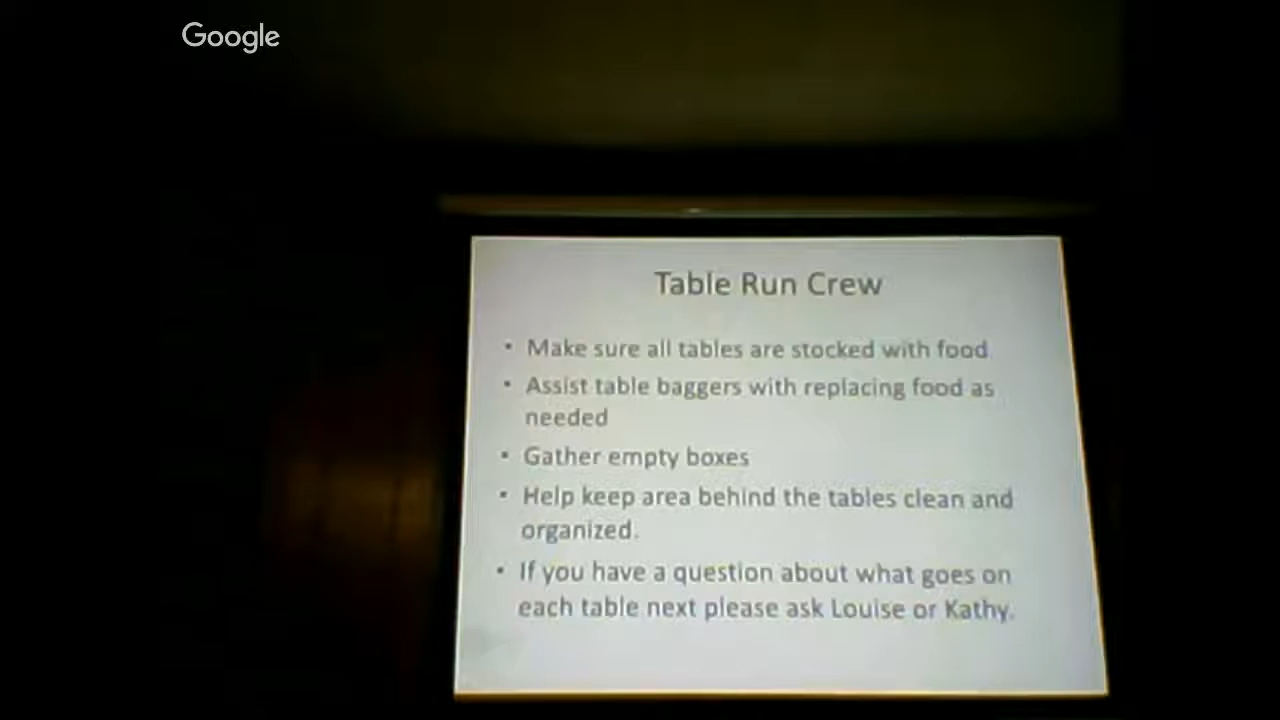 Google
Table Run Crew
• Make sure all tables are stocked with food
• Assist table baggers with replacing food as
needed
• Gather empty boxes
• Help keep area behind the tables clean and
organized.
• If you have a question about what goes on
each table next please ask Louise or Kathy.